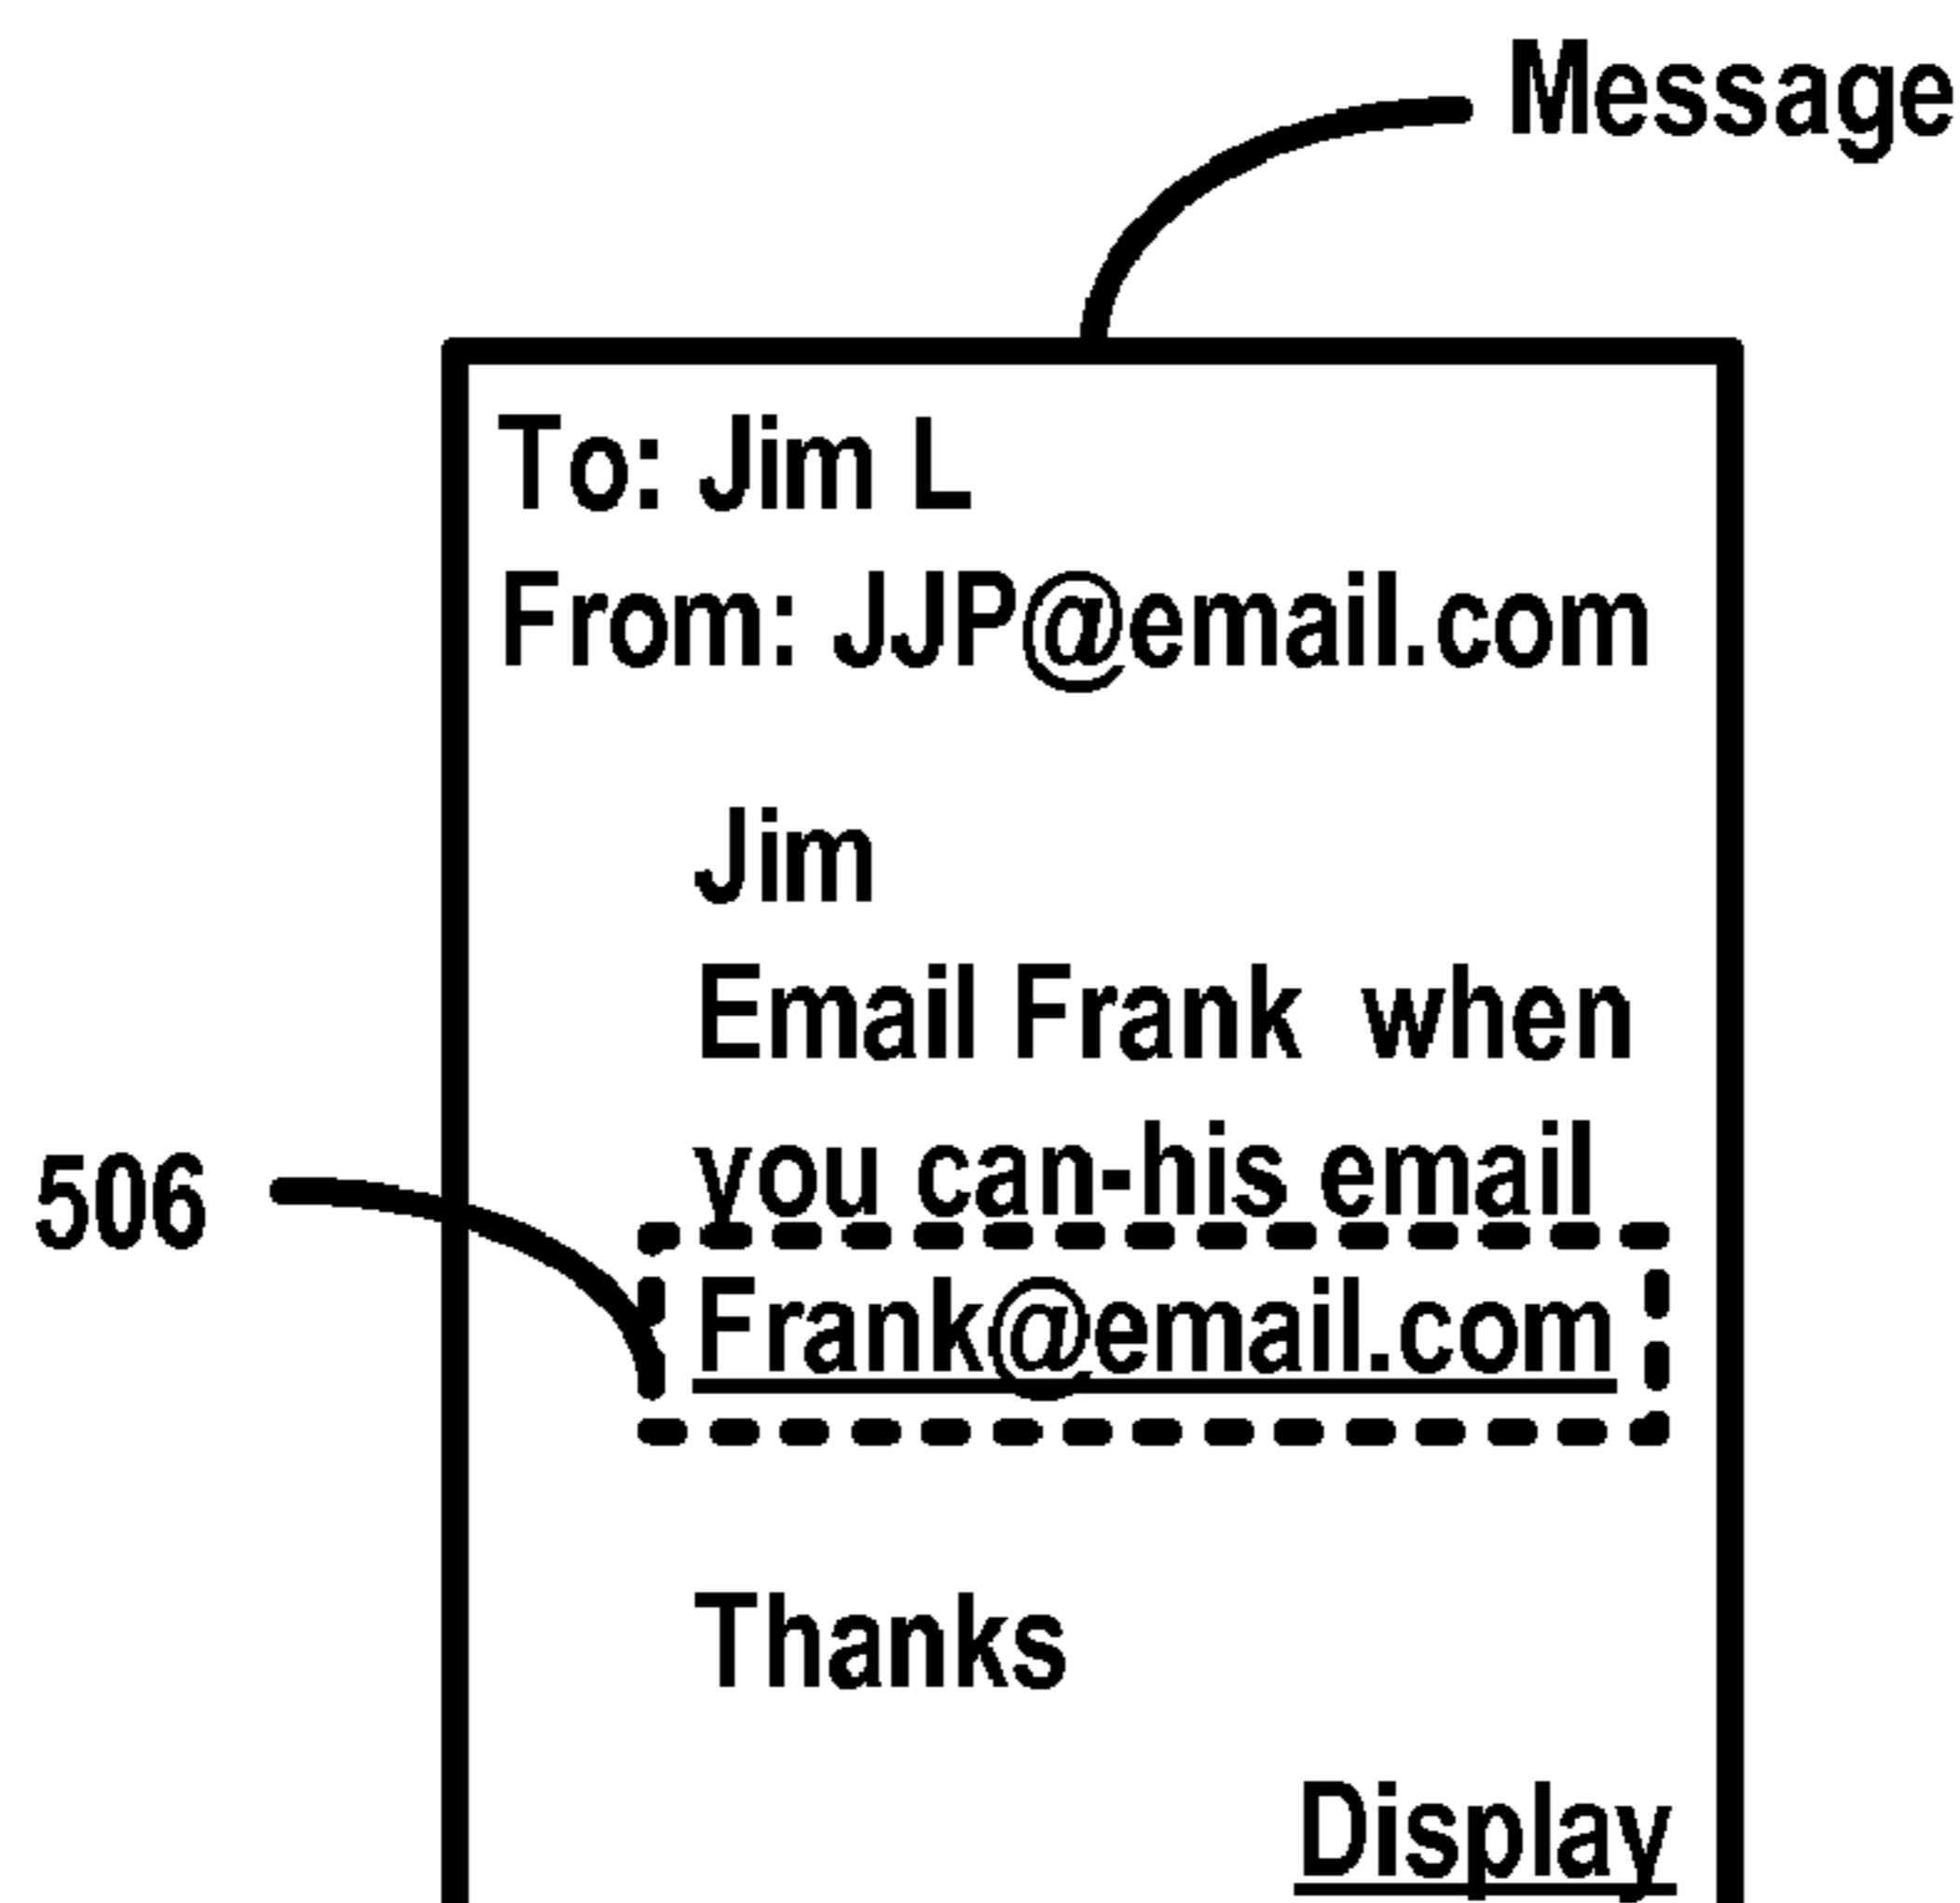 Message
To: Jim L
From: JJP@email.com
Jim
Email Frank  when
you can-his email
506
Frank@email.com
Thanks
Display